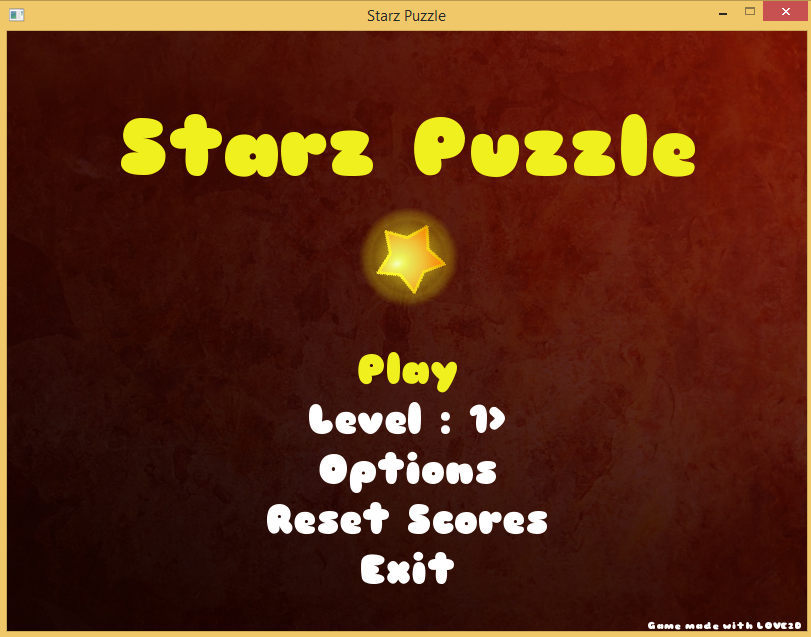 Starz Puzzle
Starz Puzzle
Play
Level : 1>
Options
Reset Scores
Exit
Game made with LOVE2D